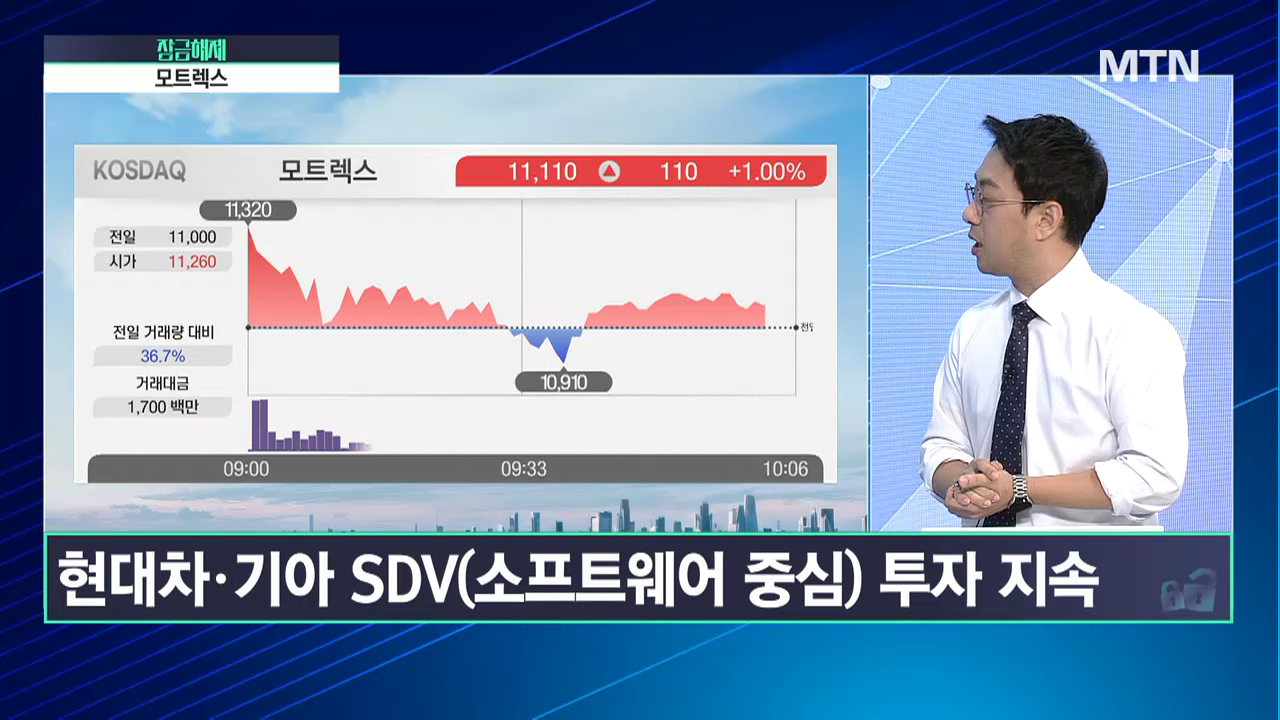 잠금해제
모트렉스
MTN
KOSDAQ 모트렉스 11,110 110 +1.00%
11,320
전일 11,000
시가 11,260
전일 거래량 대비
36.7%
거래대금
1,700 백만
전일
10,910
09:00 09:33 10:06
현대차·기아 SDV(소프트웨어 중심) 투자 지속